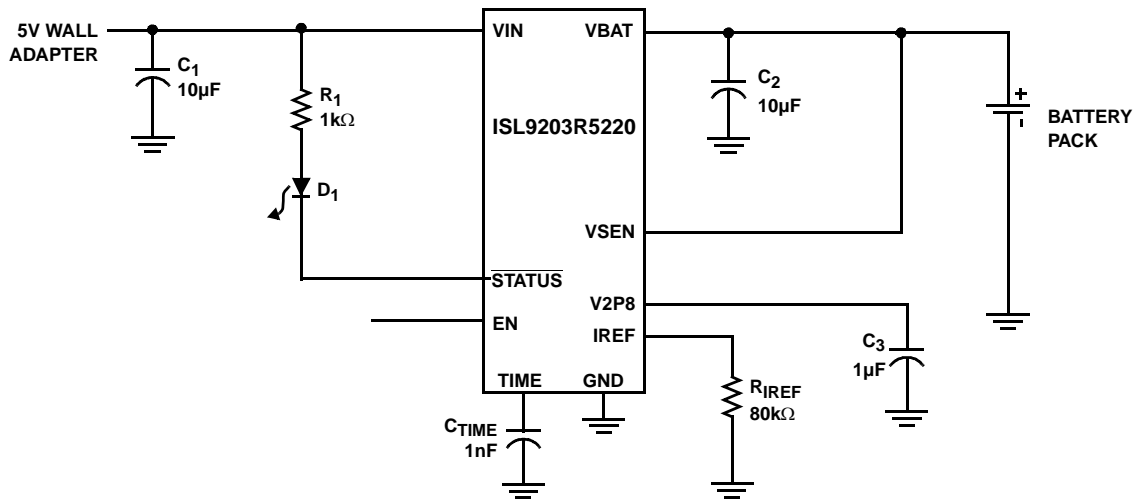 5V WALL
ADAPTER
C1
10µF
R1
1kΩ
D1
VIN
VBAT
ISL9203R5220
VSEN
STATUS
EN
V2P8
IREF
TIME
GND
C2
10µF
+
-
BATTERY
PACK
C3
1µF
RIREF
80kΩ
CTIME
1nF